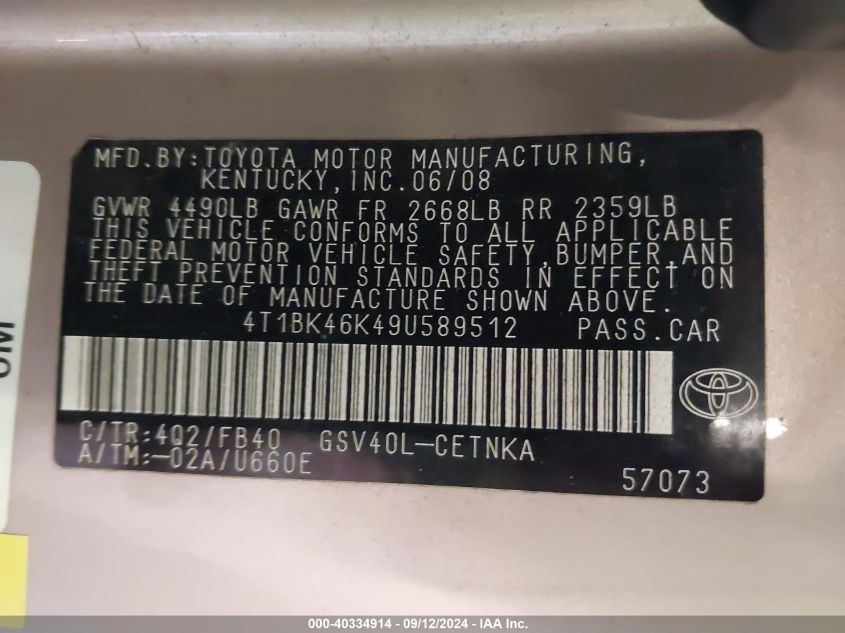 MFD.BY:TOYOTA MOTOR MANUFACTURING,
KENTUCKY,INC.06/08
GVWR 4490LB GAWR FR 2668LB RR 2359LB
THIS VEHICLE CONFORMS TO ALL APPLICABLE
FEDERAL MOTOR VEHICLE SAFETY,BUMPER,AND
THEFT PREVENTION STANDARDS IN EFFECT ON
THE DATE OF MANUFACTURE SHOWN ABOVE.
4T1BK46K49U589512 PASS.CAR
C/TR:4Q2/FB40 GSV40L-CETNKA
A/TM:-02A/U660E
57073
000-40334914 - 09/12/2024 - IAA Inc.